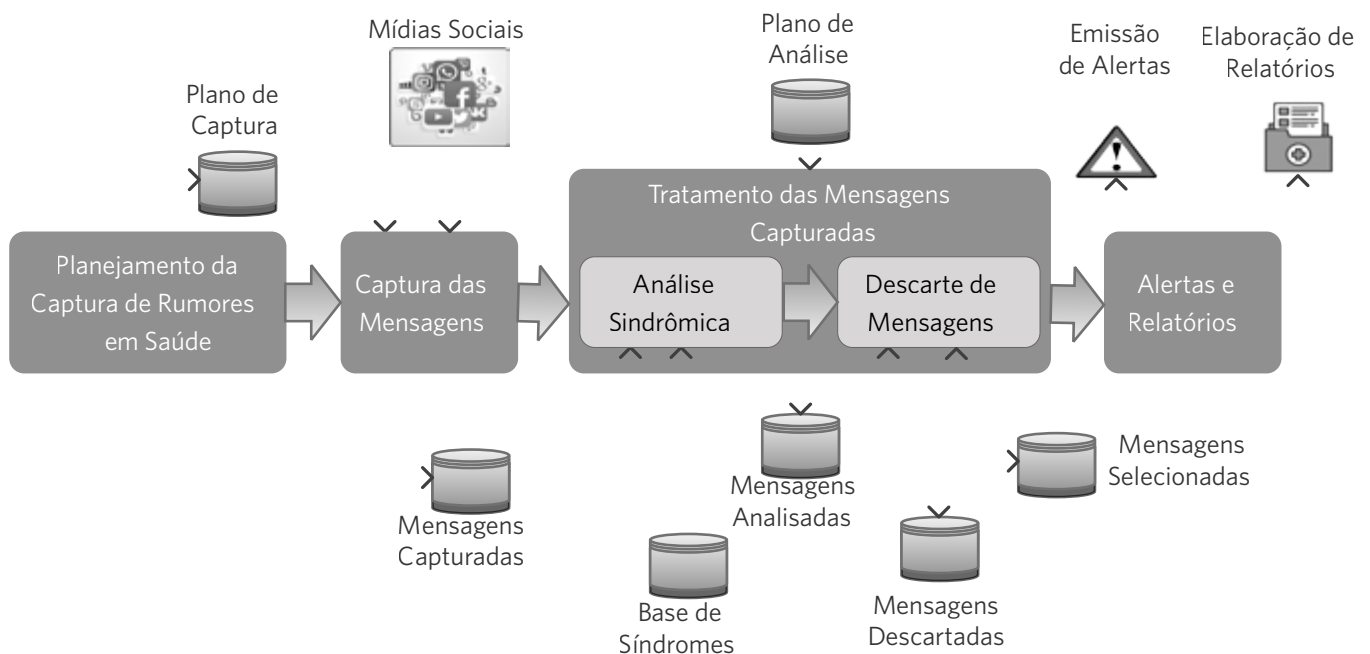 Mídias Sociais
Plano de
Captura
Plano de
Análise
Emissão
de Alertas
Elaboração de
Relatórios
Planejamento da
Captura de Rumores
em Saúde
Captura das
Mensagens
Tratamento das Mensagens
Capturadas
Análise
Sindrômica
Descarte de
Mensagens
Alertas e
Relatórios
Mensagens
Capturadas
Mensagens
Analisadas
Mensagens
Selecionadas
Base de
Síndromes
Mensagens
Descartadas